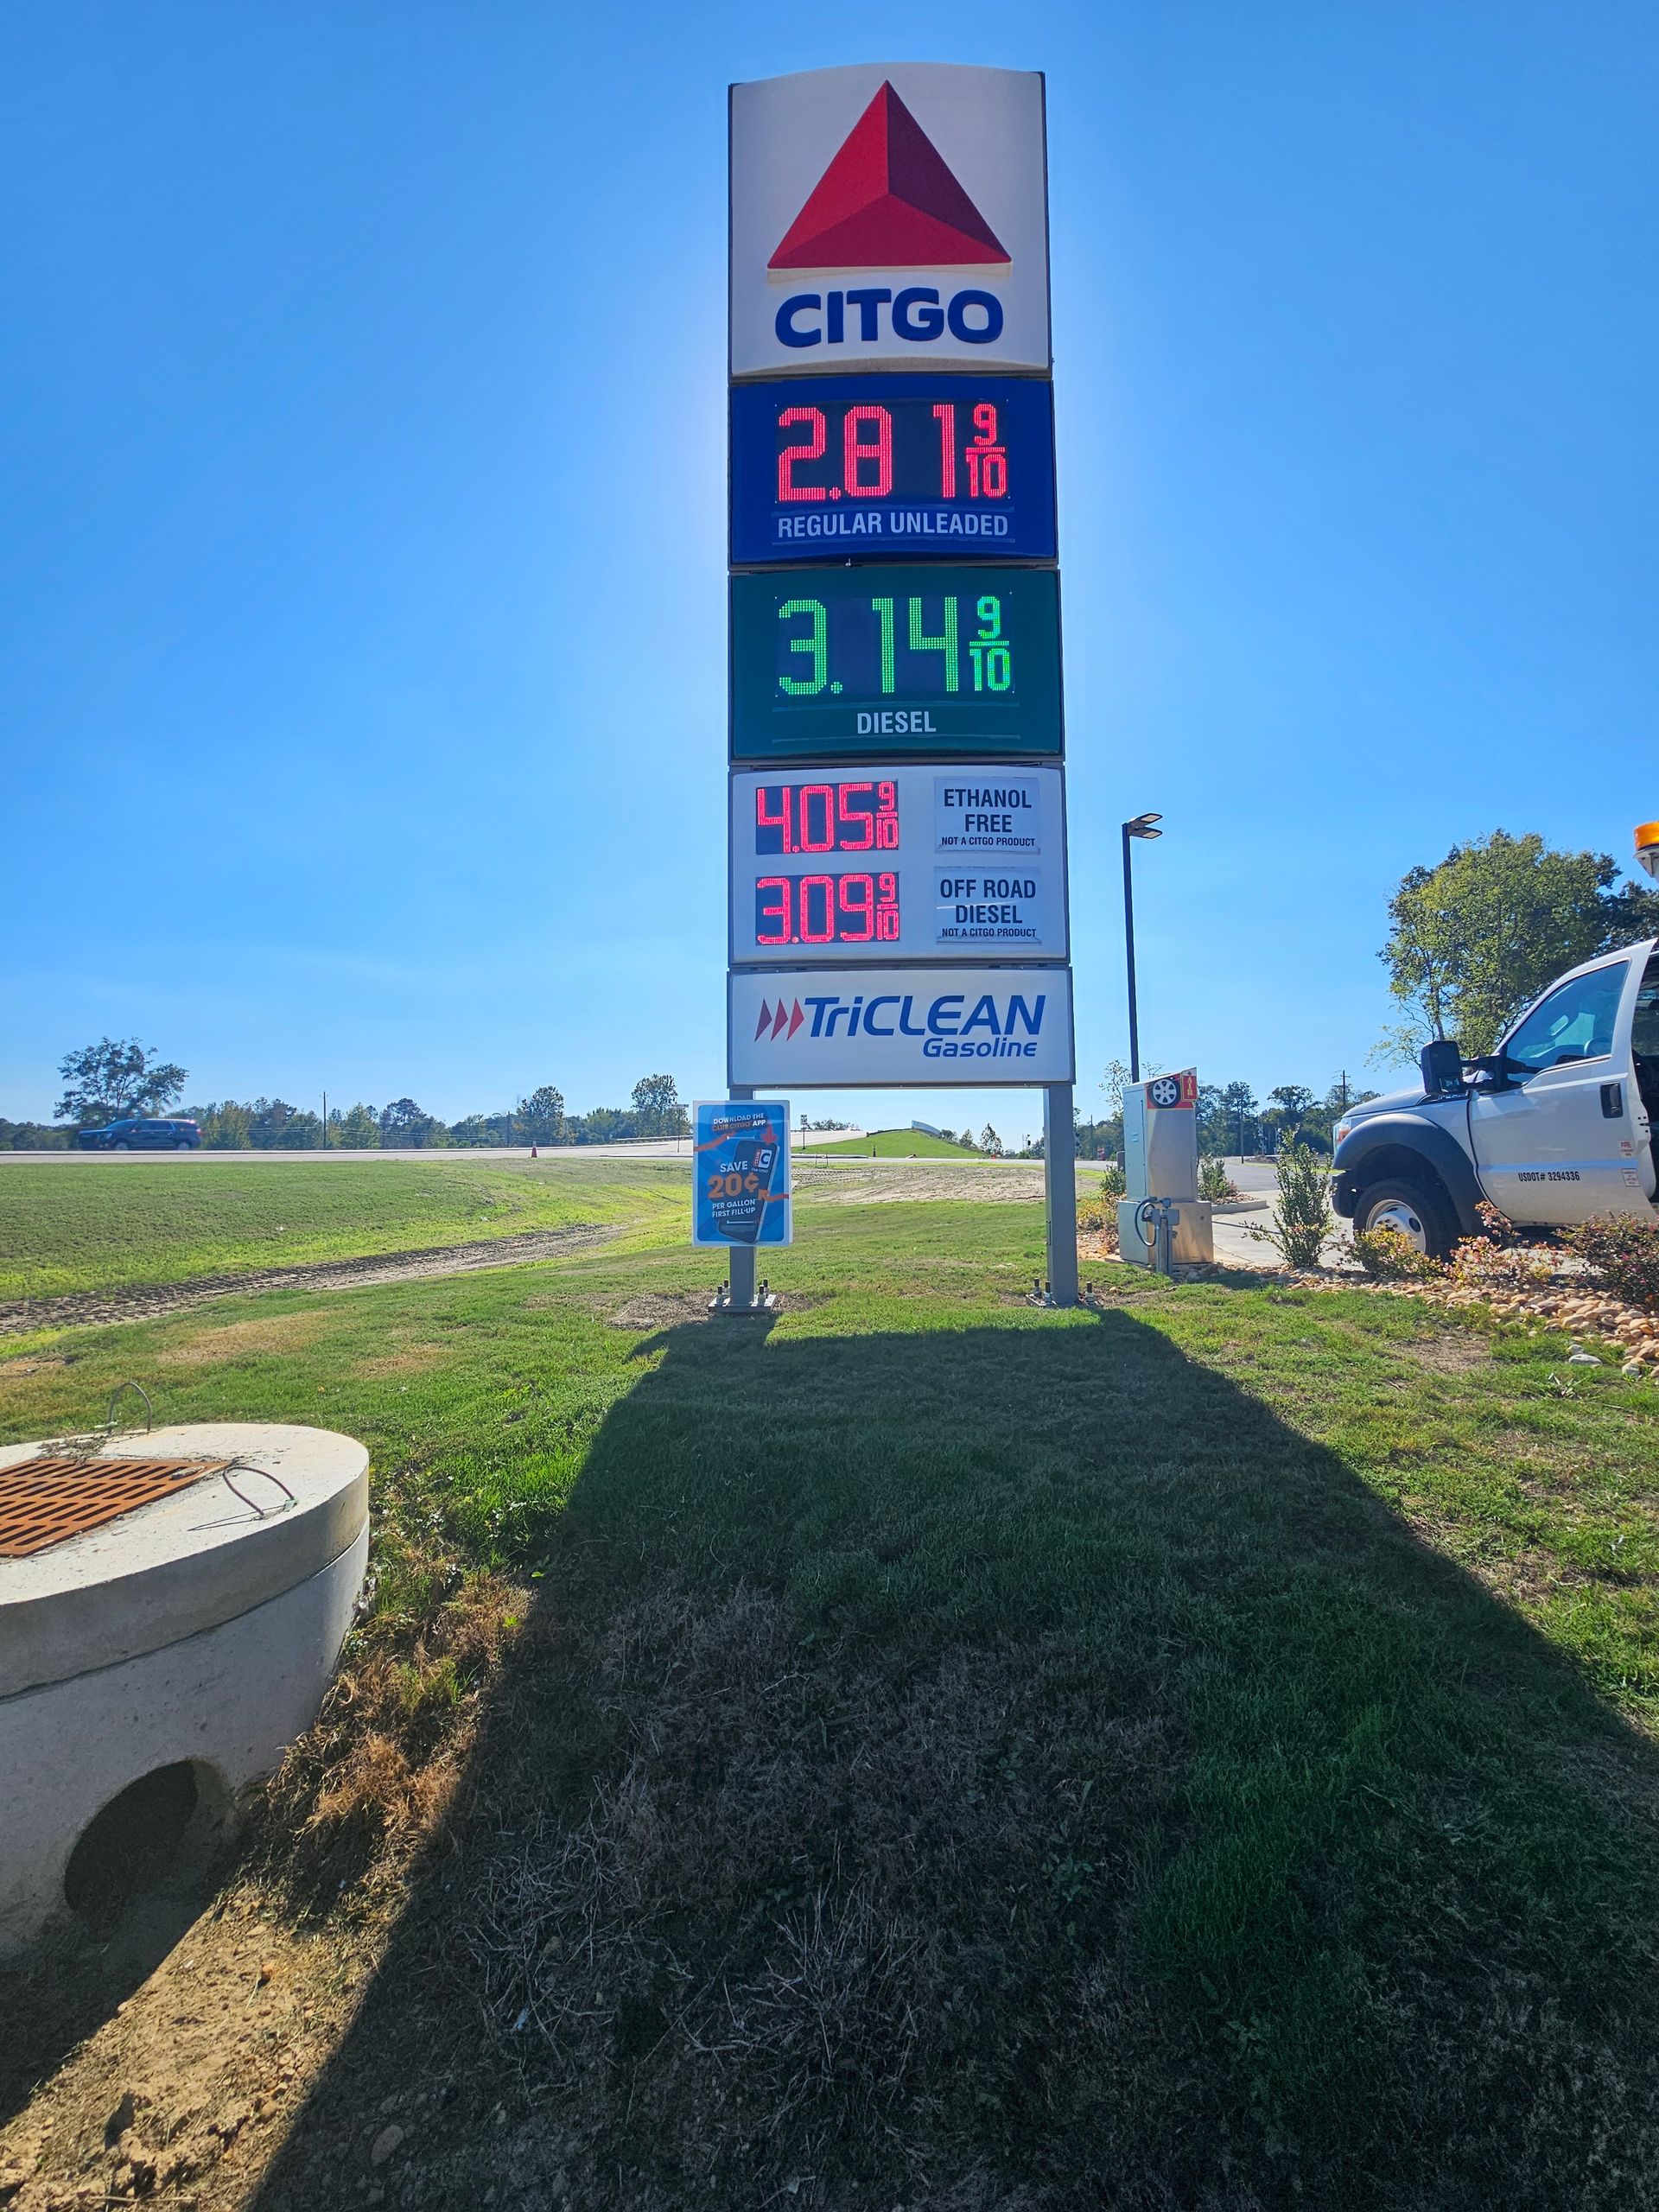 CITGO
2.81 9/10
REGULAR UNLEADED
3.14 9/10
DIESEL
4.05 9/10
ETHANOL
FREE
NOT A CITGO PRODUCT
3.09 9/10
OFF ROAD
DIESEL
NOT A CITGO PRODUCT
TriCLEAN
Gasoline
DOWNLOAD THE
CLUB CITGO APP
SAVE
20¢
PER GALLON
FIRST FILL-UP
USDOT# 3294336